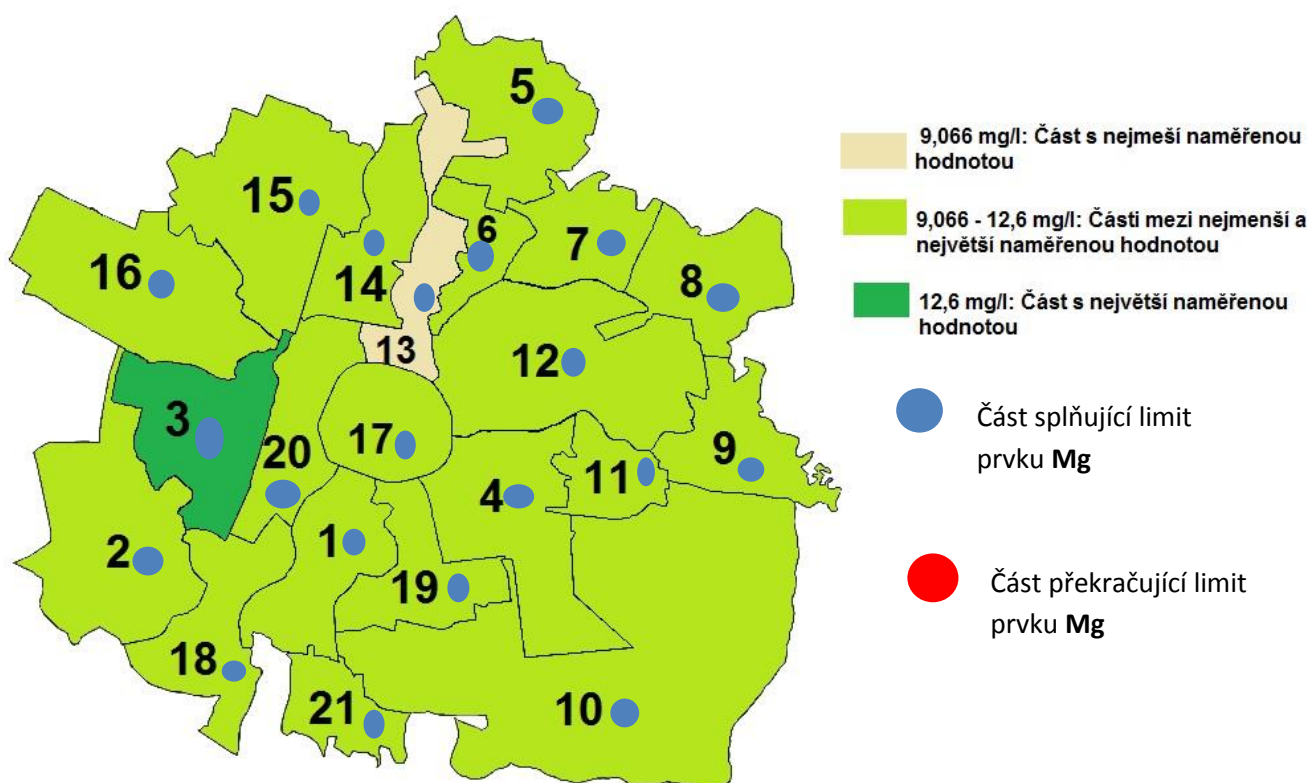 5
15
6
7
16
14
8
13
12
3
17
20
9
11
4
1
2
19
18
21
10
9,066 mg/l: Část s nejmeší naměřenou
hodnotou
9,066 - 12,6 mg/l: Části mezi nejmenší a
největší naměřenou hodnotou
12,6 mg/l: Část s největší naměřenou
hodnotou
Část splňující limit
prvku Mg
Část překračující limit
prvku Mg